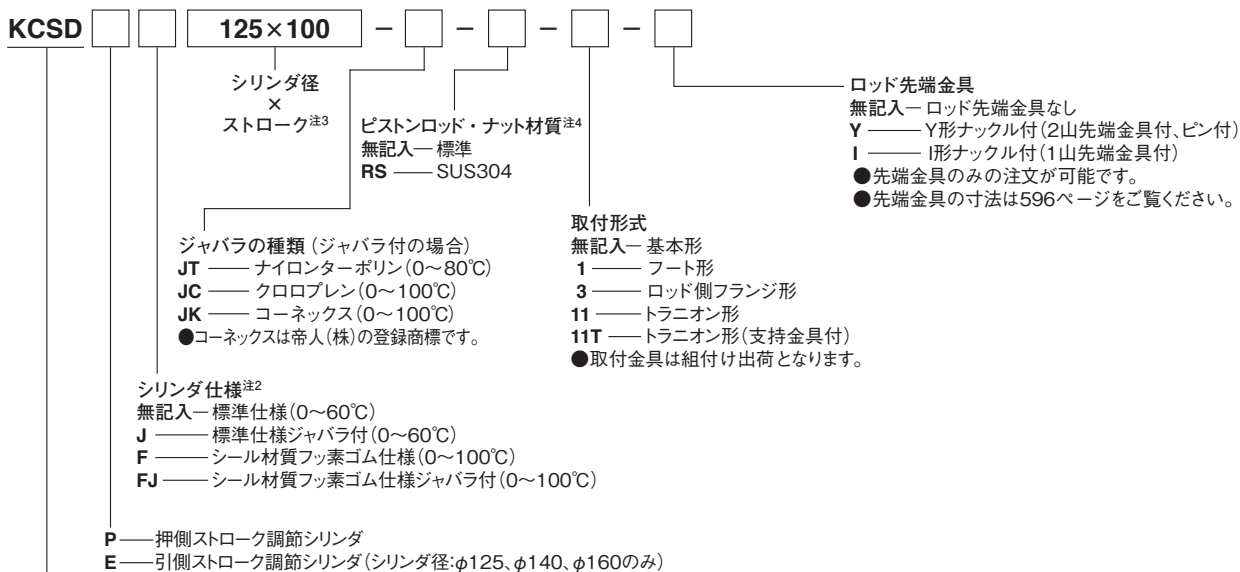 KCSD 125×100 － － － －
シリンダ径
×
ストローク注3
ピストンロッド・ナット材質注4
無記入─標準
RS ── SUS304
ロッド先端金具
無記入─ロッド先端金具なし
Y ── Y形ナックル付(2山先端金具付、ピン付)
I ── I形ナックル付(1山先端金具付)
●先端金具のみの注文が可能です。
●先端金具の寸法は596ページをご覧ください。
ジャバラの種類(ジャバラ付の場合)
JT ── ナイロンターポリン(0〜80℃)
JC ── クロロプレン(0〜100℃)
JK ── コーネックス(0〜100℃)
●コーネックスは帝人(株)の登録商標です。
取付形式
無記入─基本形
1 ── フート形
3 ── ロッド側フランジ形
11 ── トラニオン形
11T ── トラニオン形(支持金具付)
●取付金具は組付け出荷となります。
シリンダ仕様注2
無記入─標準仕様(0〜60℃)
J ── 標準仕様ジャバラ付(0〜60℃)
F ── シール材質フッ素ゴム仕様(0〜100℃)
FJ ── シール材質フッ素ゴム仕様ジャバラ付(0〜100℃)
P ── 押側ストローク調節シリンダ
E ── 引側ストローク調節シリンダ(シリンダ径:φ125、φ140、φ160のみ)